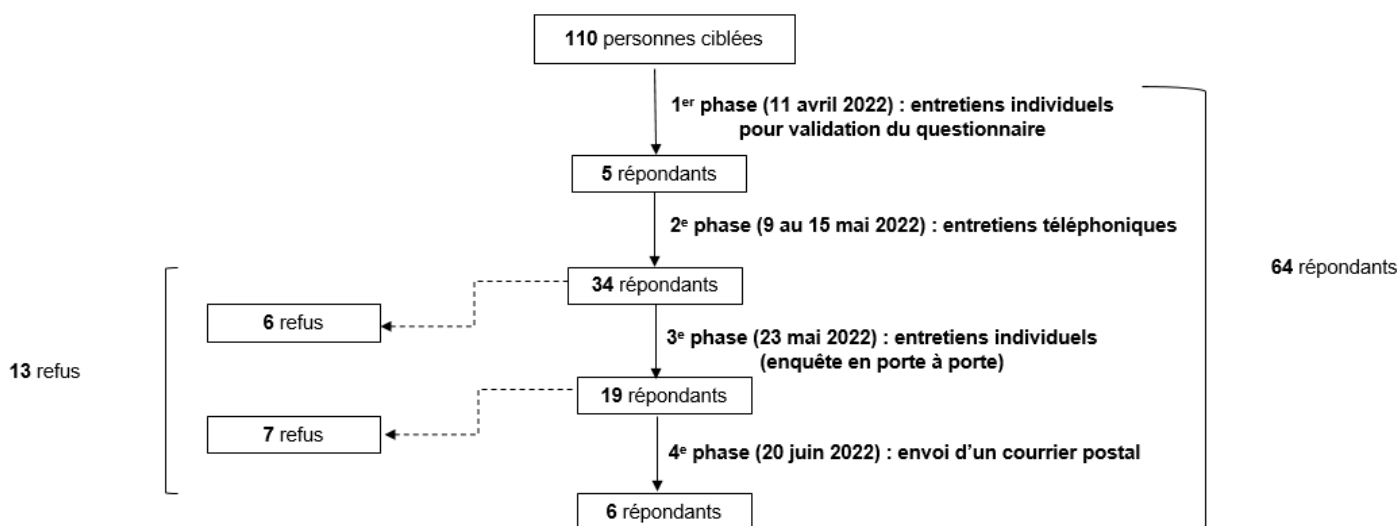 110 personnes ciblées
1er phase (11 avril 2022) : entretiens individuels
pour validation du questionnaire
5 répondants
2e phase (9 au 15 mai 2022) : entretiens téléphoniques
64 répondants
34 répondants
6 refus
3e phase (23 mai 2022) : entretiens individuels
(enquête en porte à porte)
13 refus
19 répondants
7 refus
4e phase (20 juin 2022) : envoi d’un courrier postal
6 répondants